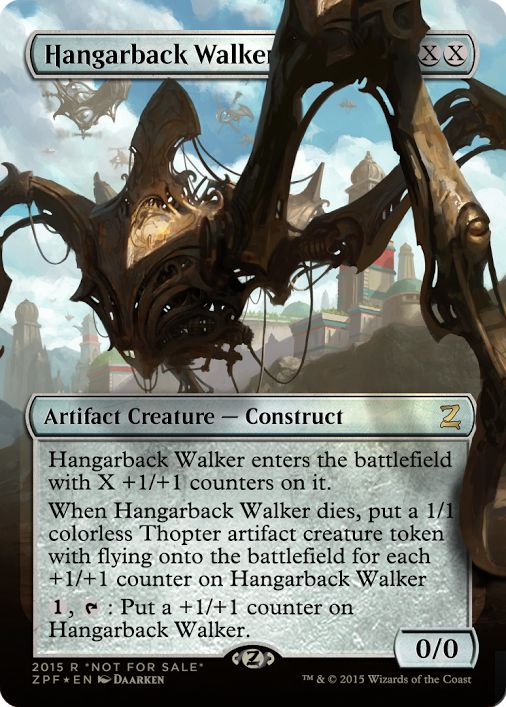 Hangarback Walker XX
Artifact Creature — Construct Z
Hangarback Walker enters the battlefield
with X +1/+1 counters on it.
When Hangarback Walker dies, put a 1/1
colorless Thopter artifact creature token
with flying onto the battlefield for each
+1/+1 counter on Hangarback Walker
1, : Put a +1/+1 counter on
Hangarback Walker.
0/0
2015 R *NOT FOR SALE*
Z
ZPF★EN DAARKEN
™ & © 2015 Wizards of the Coast